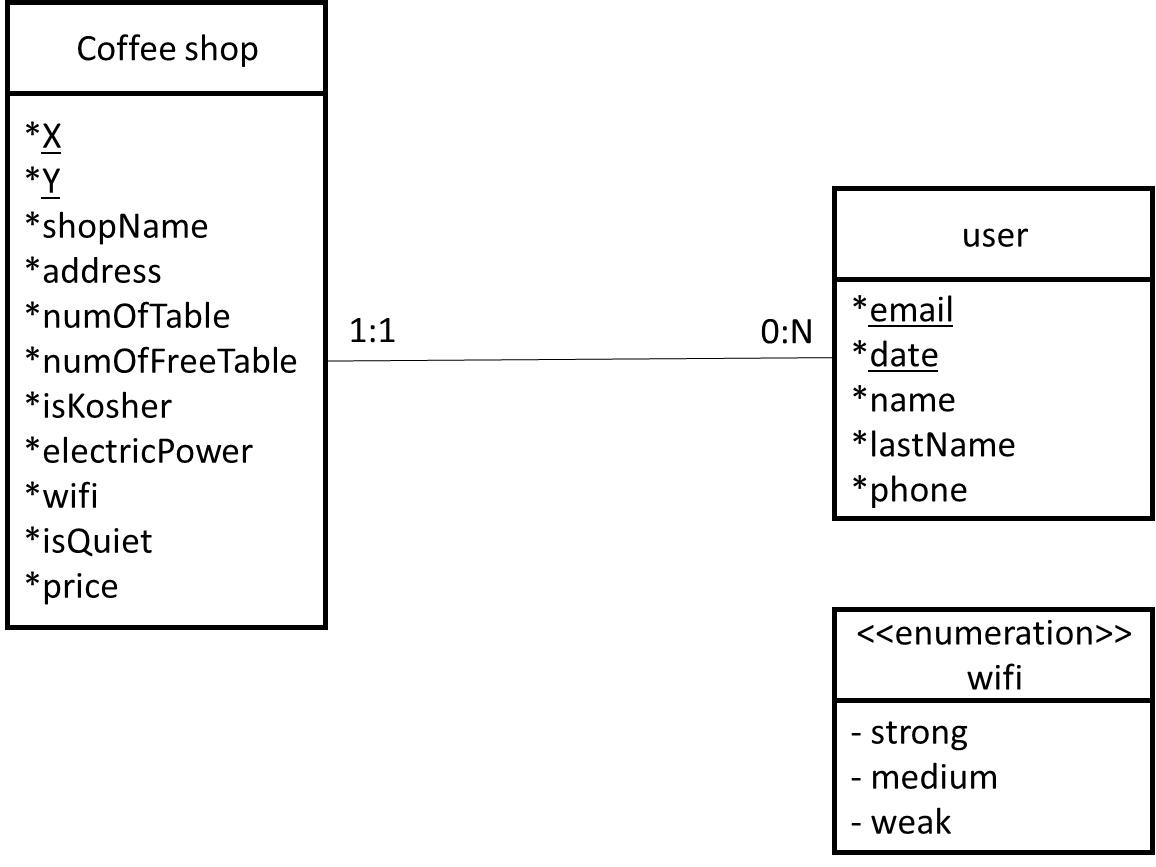 Coffee shop
*X
*Y
*shopName
*address
*numOfTable
*numOfFreeTable
*isKosher
*electricPower
*wifi
*isQuiet
*price
1:1
0:N
user
*email
*date
*name
*lastName
*phone
<<enumeration>>
wifi
- strong
- medium
- weak